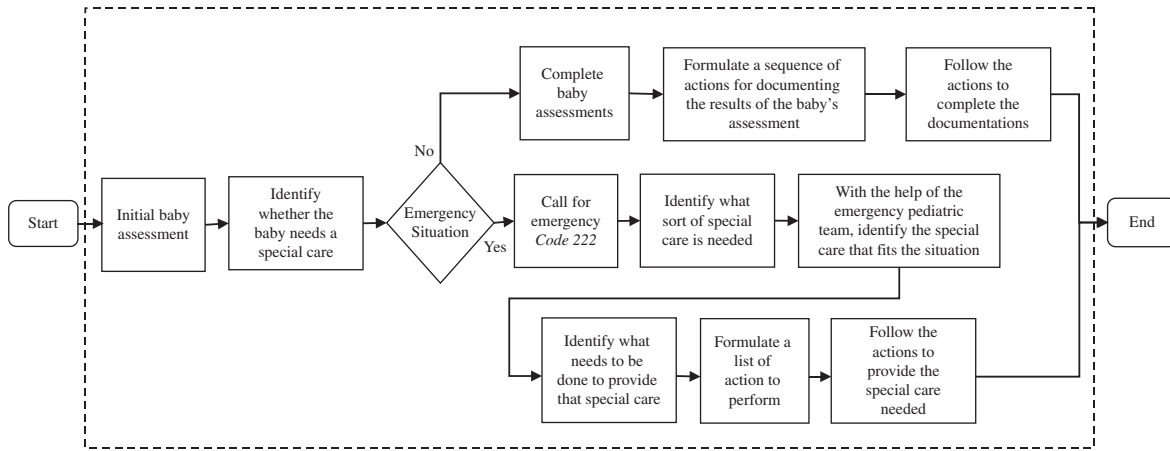 Start
Initial baby
assessment
Identify
whether the
baby needs a
special care
Emergency
Situation
No
Complete
baby
assessments
Formulate a sequence of
actions for documenting
the results of the baby's
assessment
Follow the
actions to
complete the
documentations
Yes
Call for
emergency
Code 222
Identify what
sort of special
care is needed
With the help of the
emergency pediatric
team, identify the special
care that fits the situation
Identify what
needs to be
done to provide
that special care
Formulate a
list of
action to
perform
Follow the
actions to
provide the
special care
needed
End